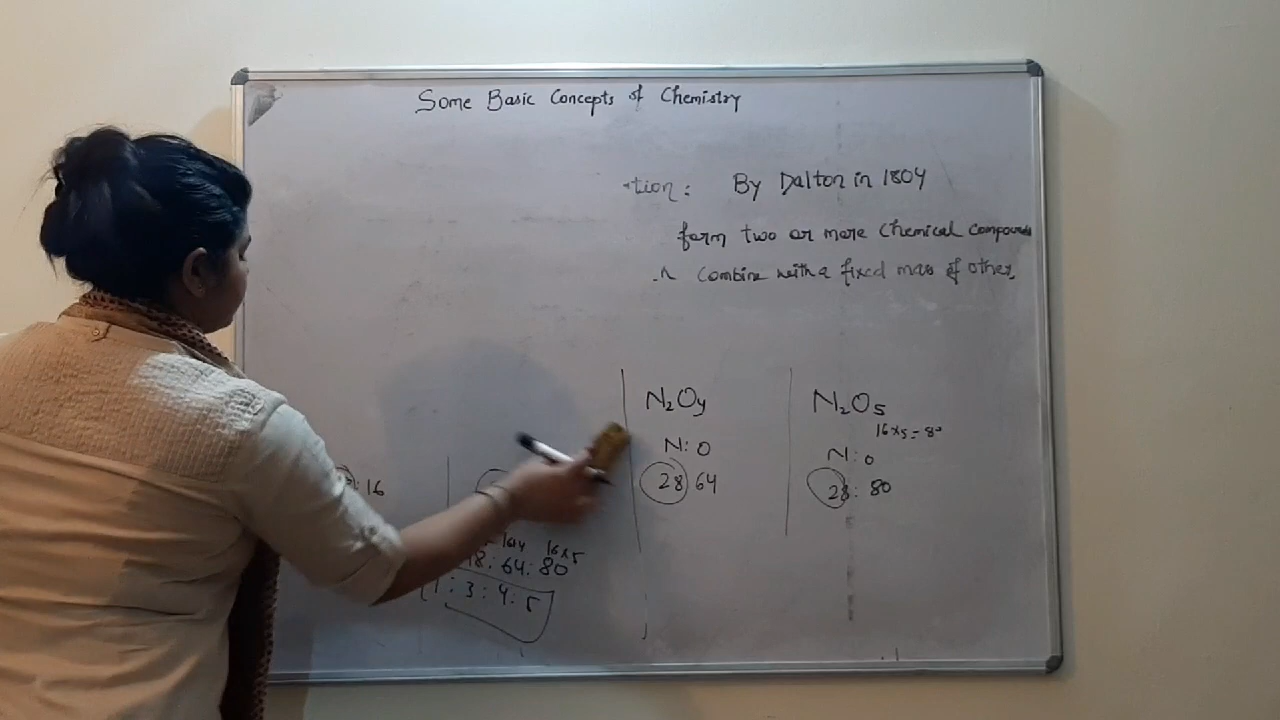 Some Basic Concepts of Chemistry
tion: By Dalton in 1804
form two or more chemical compounds
combine with a fixed mass of other.
N₂O₄
N₂O₅
16×5=80
N:O
N:O
: 16
28 64
28: 80
16×4 16×5
48:64:80
1:3:4:5